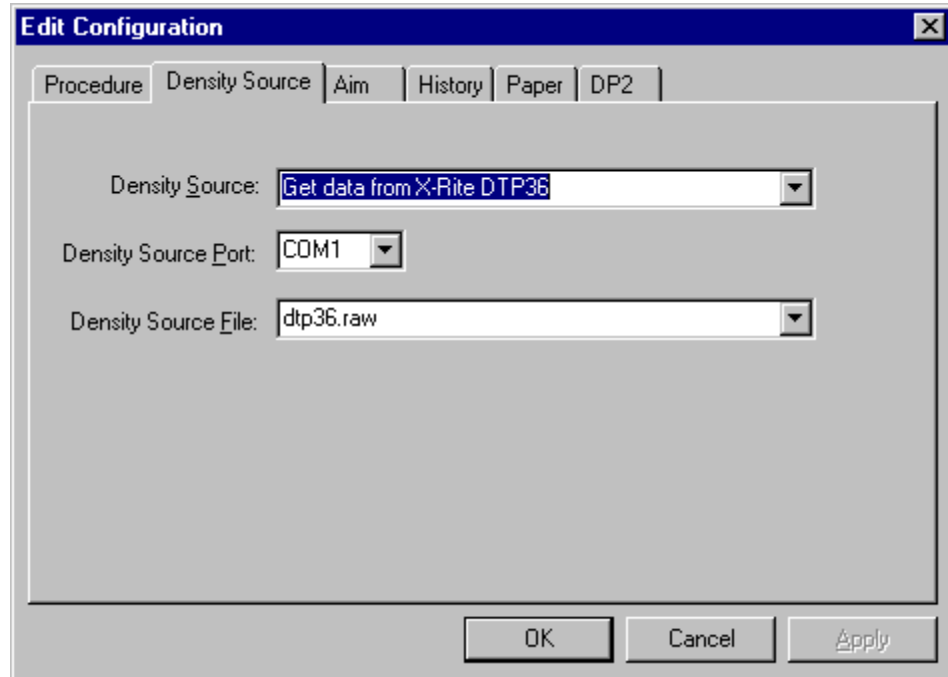 Edit Configuration
Procedure Density Source Aim History Paper DP2
Density Source: Get data from X-Rite DTP36
Density Source Port: COM1
Density Source File: dtp36.raw
OK Cancel Apply